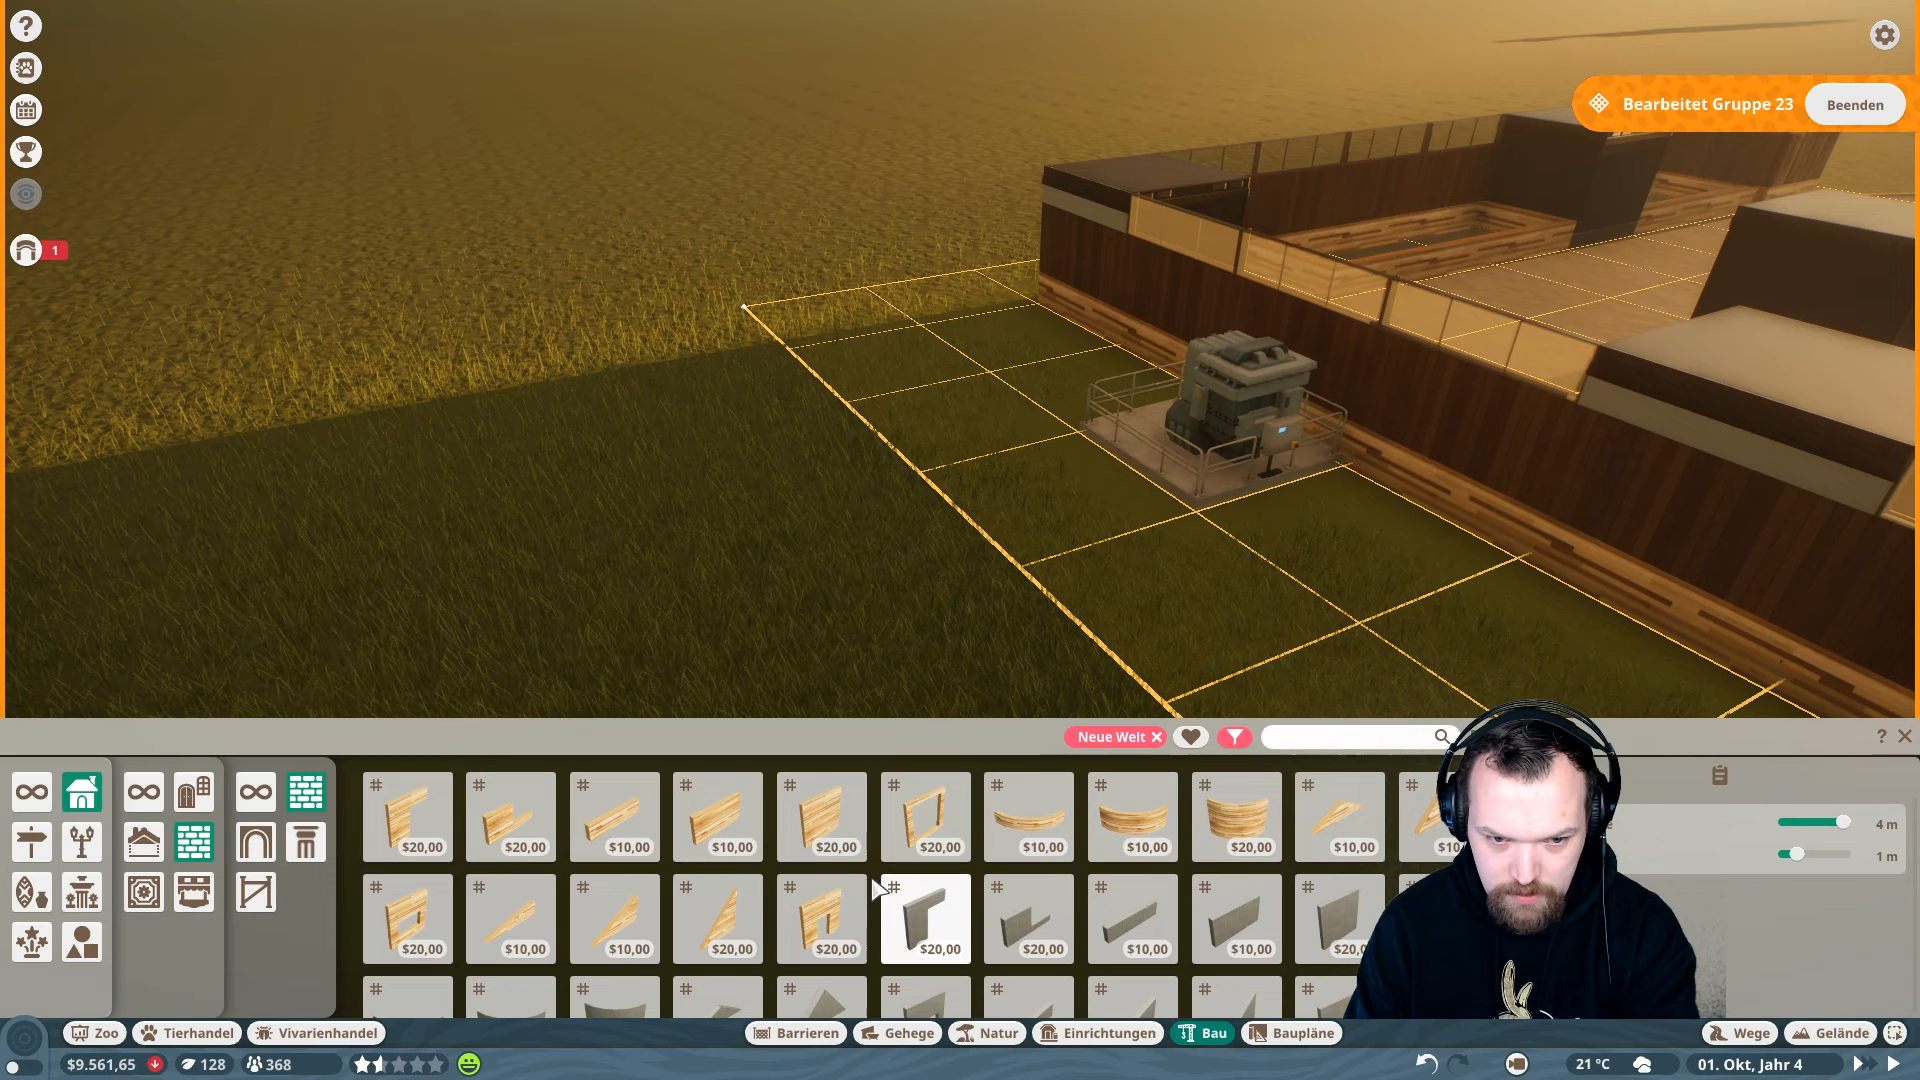 ?
Bearbeitet Gruppe 23
Beenden
1
Neue Welt
?
# # # # # # # # # # #
$20,00 $20,00 $10,00 $10,00 $20,00 $20,00 $10,00 $10,00 $20,00 $10,00
4 m
1 m
# # # # # # # # # #
$20,00 $10,00 $10,00 $20,00 $20,00 $20,00 $20,00 $10,00 $10,00
# # # # # # # # # #
Zoo Tierhandel Vivarienhandel Barrieren Gehege Natur Einrichtungen Bau Baupläne Wege Gelände
$9.561,65 128 368 21 °C 01. Okt, Jahr 4